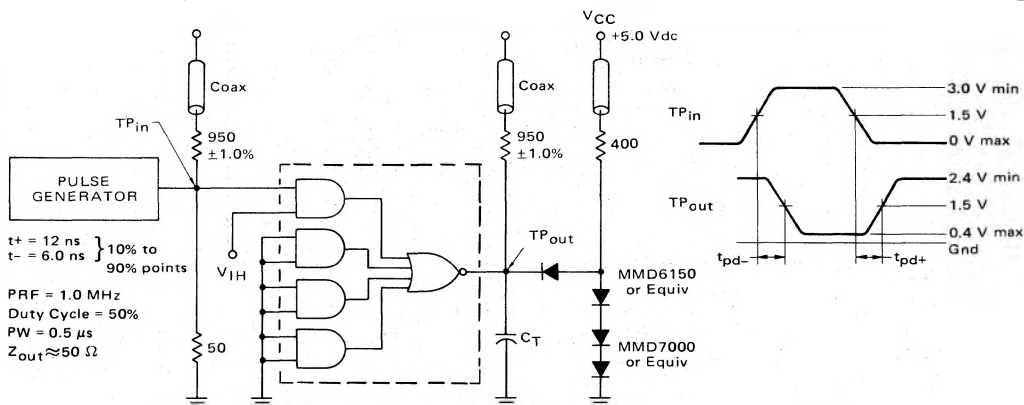 VCC
+5.0 Vdc
Coax
Coax
TPin
950
±1.0%
950
±1.0%
400
PULSE
GENERATOR
t+ = 12 ns
t− = 6.0 ns
} 10% to
90% points
PRF = 1.0 MHz
Duty Cycle = 50%
PW = 0.5 μs
Zout≈50 Ω
50
VIH
TPout
CT
MMD6150
or Equiv
MMD7000
or Equiv
TPin
3.0 V min
1.5 V
0 V max
TPout
2.4 V min
1.5 V
0.4 V max
Gnd
tpd−
tpd+